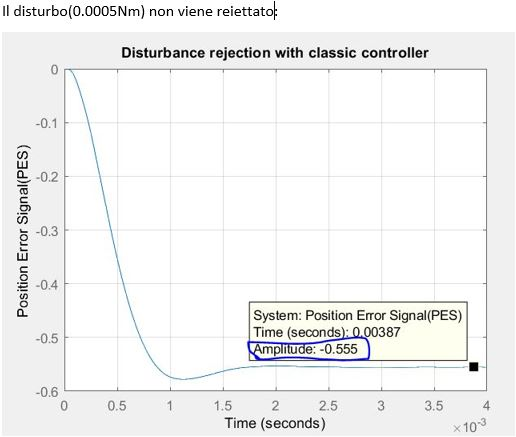 Il disturbo(0.0005Nm) non viene reiettato:
Disturbance rejection with classic controller
0
-0.1
-0.2
-0.3
-0.4
-0.5
-0.6
Position Error Signal(PES)
System: Position Error Signal(PES)
Time (seconds): 0.00387
Amplitude: -0.555
0 0.5 1 1.5 2 2.5 3 3.5 4
×10-3
Time (seconds)